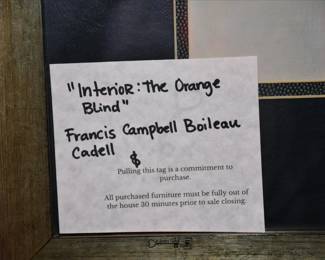 "Interior: the Orange
Blind"
Francis Campbell Boileau
Cadell
$
Pulling this tag is a commitment to
purchase.
All purchased furniture must be fully out of
the house 30 minutes prior to sale closing.